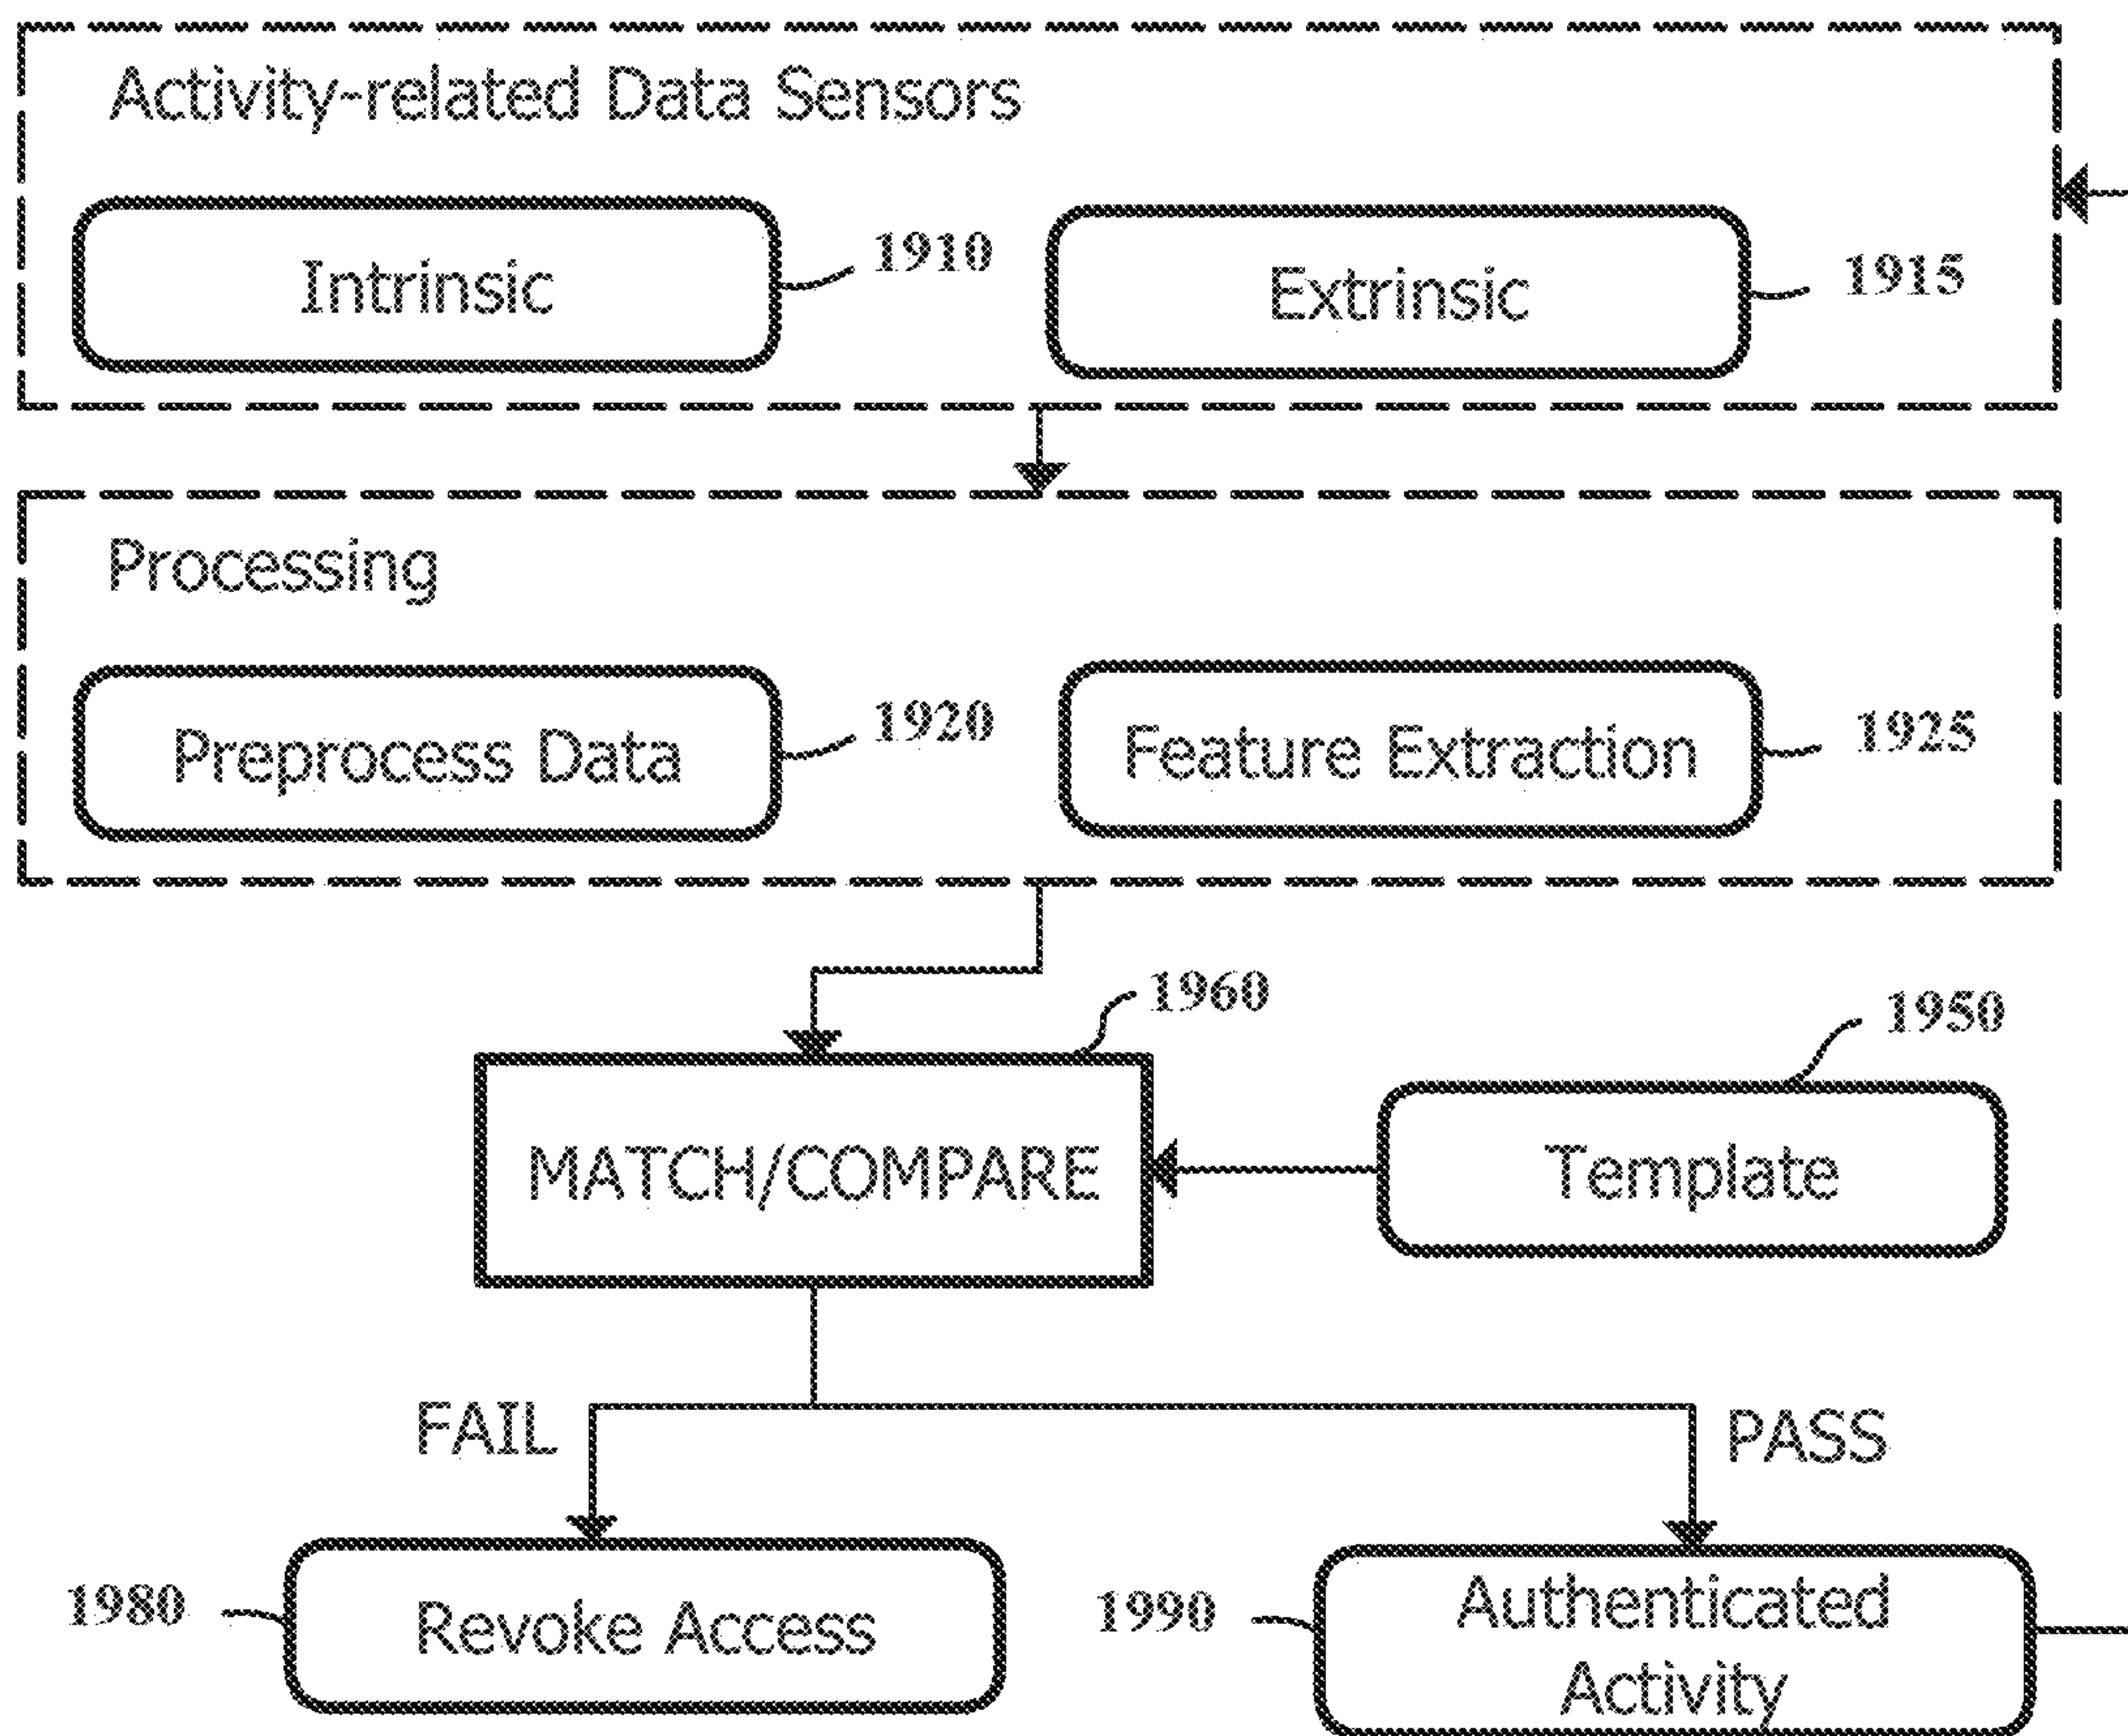 Activity-related Data Sensors
Intrinsic
1910
Extrinsic
1915
Processing
Preprocess Data
1920
Feature Extraction
1925
1960
1950
MATCH/COMPARE
Template
FAIL
PASS
1980
Revoke Access
1990
Authenticated
Activity